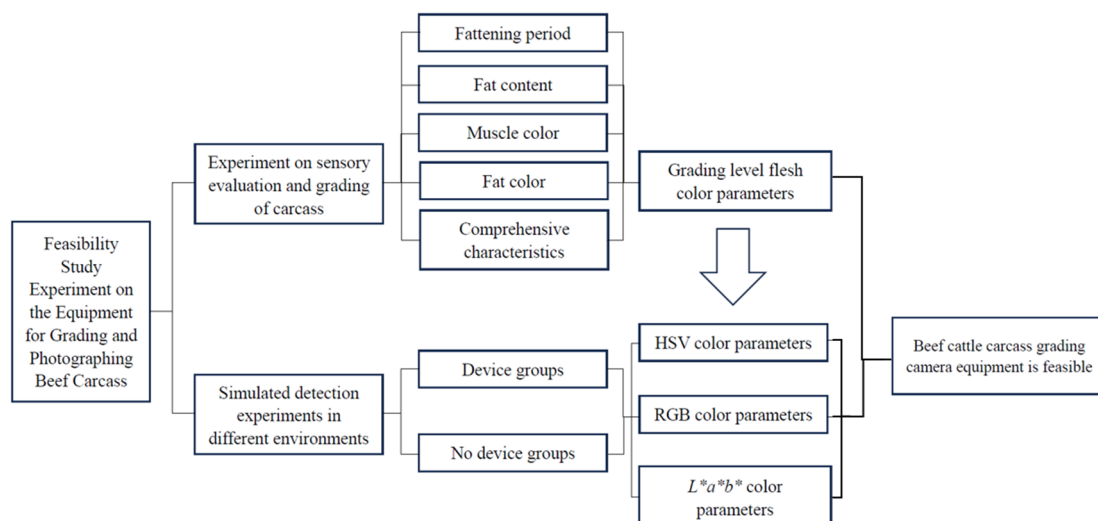 Feasibility
Study
Experiment on
the Equipment
for Grading and
Photographing
Beef Carcass
Experiment on sensory
evaluation and grading
of carcass
Simulated detection
experiments in
different environments
Fattening period
Fat content
Muscle color
Fat color
Comprehensive
characteristics
Device groups
No device groups
Grading level flesh
color parameters
HSV color parameters
RGB color parameters
L*a*b* color
parameters
Beef cattle carcass grading
camera equipment is feasible